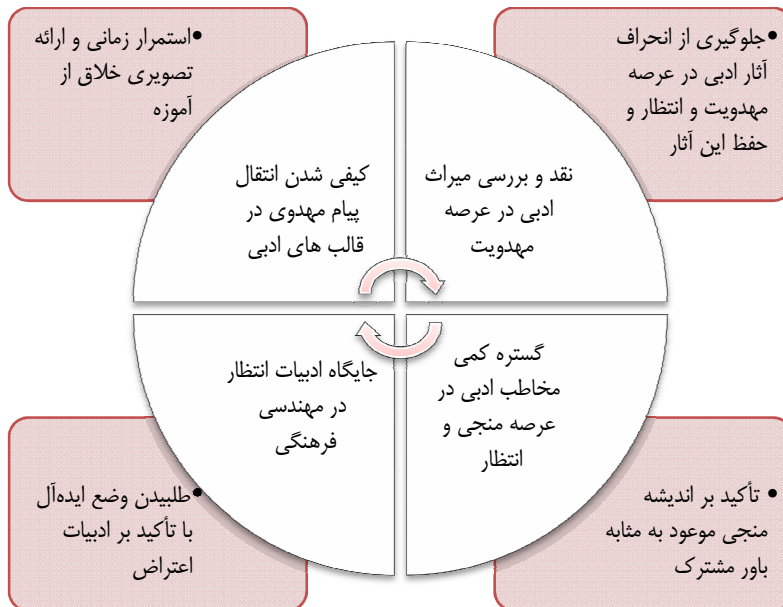 • جلوگیری از انحراف
آثار ادبی در عرصه
مهدویت و انتظار و
حفظ این آثار
• استمرار زمانی و ارائه
تصویری خلاق از
آموزه
نقد و بررسی میراث
ادبی در عرصه
مهدویت
کیفی شدن انتقال
پیام مهدوی در
قالب های ادبی
گستره کمی
مخاطب ادبی در
عرصه منجی و
انتظار
جایگاه ادبیات انتظار
در مهندسی
فرهنگی
• تأکید بر اندیشه
منجی موعود به مثابه
باور مشترک
• طلبیدن وضع ایده‌آل
با تأکید بر ادبیات
اعتراض